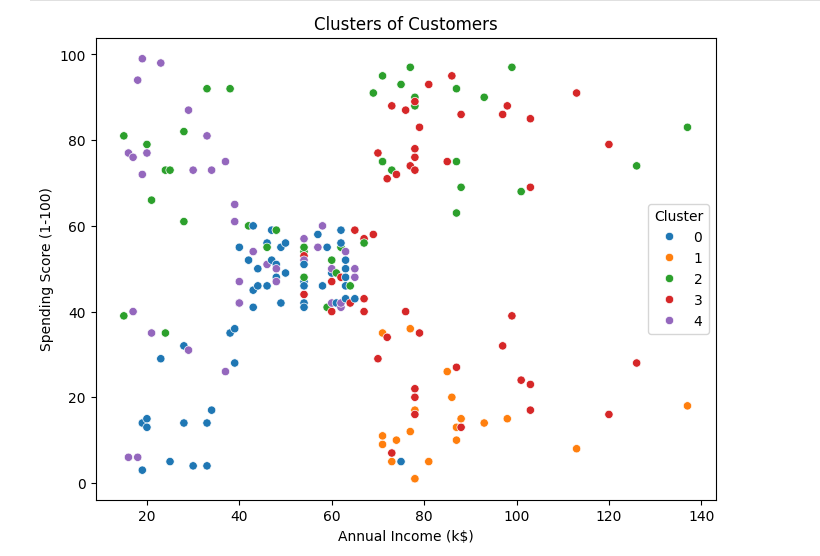 Clusters of Customers
100
80
60
40
20
0
Spending Score (1-100)
Cluster
0
1
2
3
4
20 40 60 80 100 120 140
Annual Income (k$)